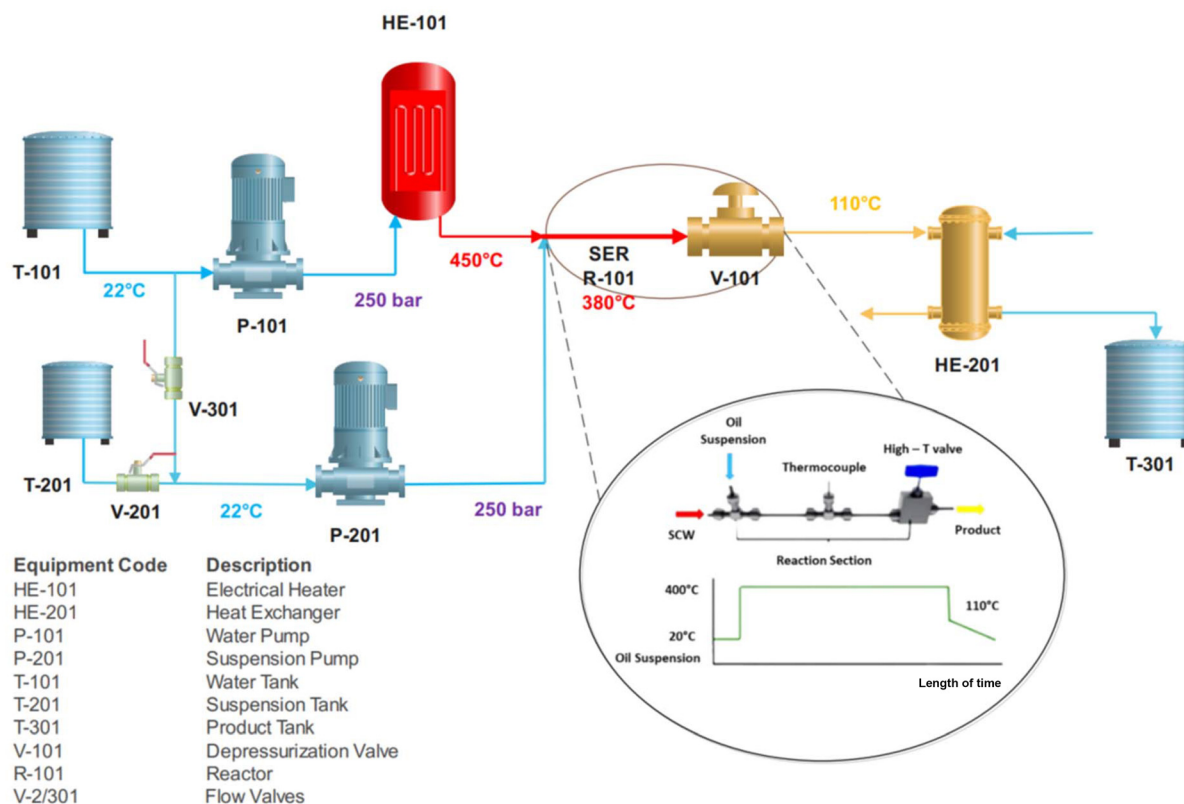 HE-101
T-101
22°C
P-101
250 bar
450°C
SER
R-101
380°C
V-101
110°C
HE-201
T-301
V-301
T-201
V-201
22°C
P-201
250 bar
Oil
Suspension
High – T valve
Thermocouple
SCW
Product
Reaction Section
400°C
110°C
20°C
Oil Suspension
Length of time
Equipment Code Description
HE-101 Electrical Heater
HE-201 Heat Exchanger
P-101 Water Pump
P-201 Suspension Pump
T-101 Water Tank
T-201 Suspension Tank
T-301 Product Tank
V-101 Depressurization Valve
R-101 Reactor
V-2/301 Flow Valves